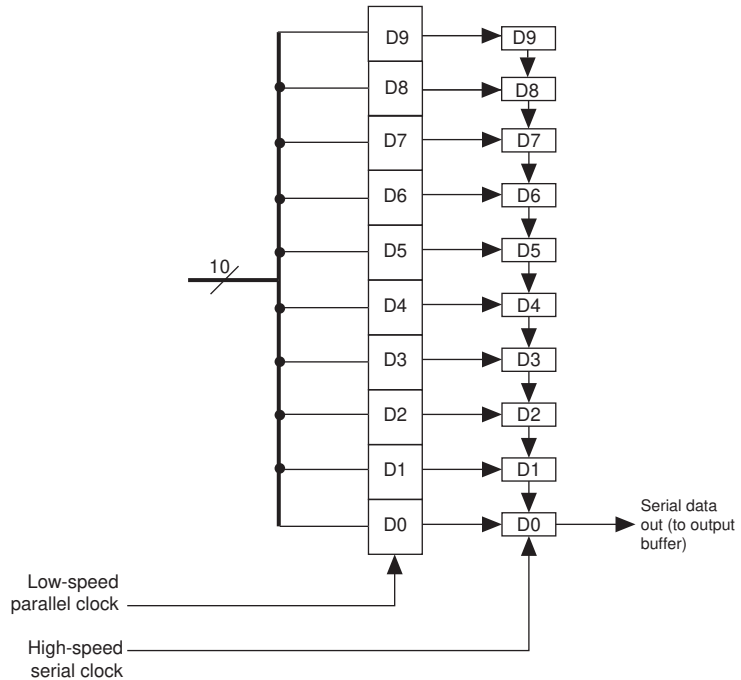 D9 D9
D8 D8
D7 D7
D6 D6
D5 D5
10
D4 D4
D3 D3
D2 D2
D1 D1
D0 D0
Serial data
out (to output
buffer)
Low-speed
parallel clock
High-speed
serial clock